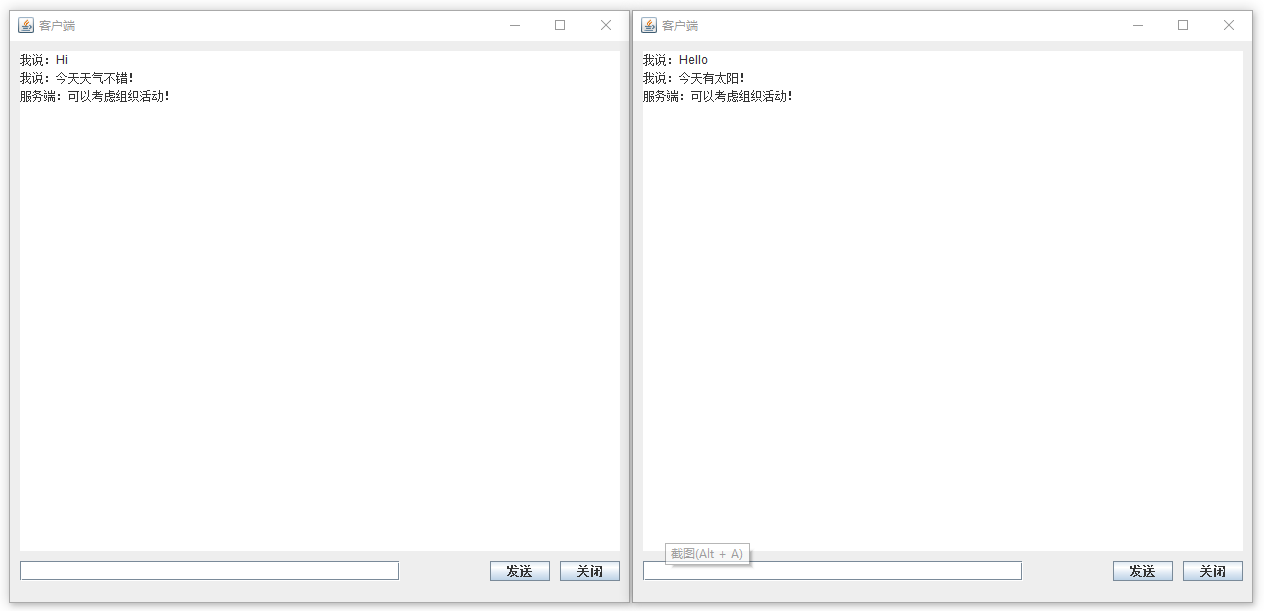 客户端
我说：Hi
我说：今天天气不错！
服务端：可以考虑组织活动！
发送 关闭
客户端
我说：Hello
我说：今天有太阳！
服务端：可以考虑组织活动！
截图(Alt + A)
发送 关闭